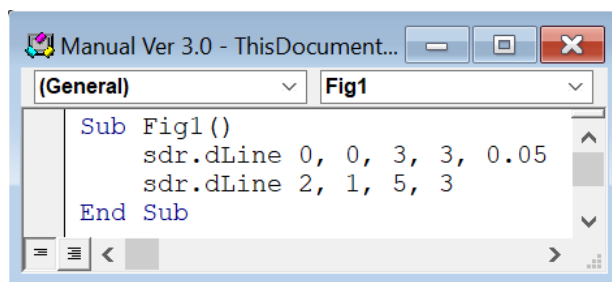 Manual Ver 3.0 - ThisDocument...
(General) Fig1
Sub Fig1()
sdr.dLine 0, 0, 3, 3, 0.05
sdr.dLine 2, 1, 5, 3
End Sub